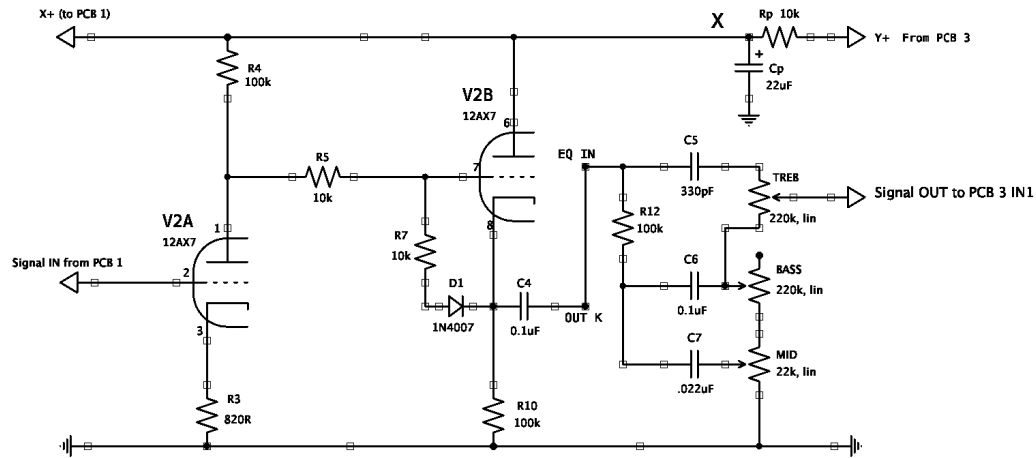 X+ (to PCB 1)
X
Rp 10k
Y+ From PCB 3
R4
100k
+
Cp
22uF
V2B
12AX7
6
R5
10k
7
8
EQ IN
C5
330pF
TREB
220k, lin
Signal OUT to PCB 3 IN1
V2A
12AX7
1
R12
100k
R7
10k
Signal IN from PCB 1
2
D1
1N4007
C4
0.1uF
OUT K
C6
0.1uF
BASS
220k, lin
3
C7
.022uF
MID
22k, lin
R3
820R
R10
100k